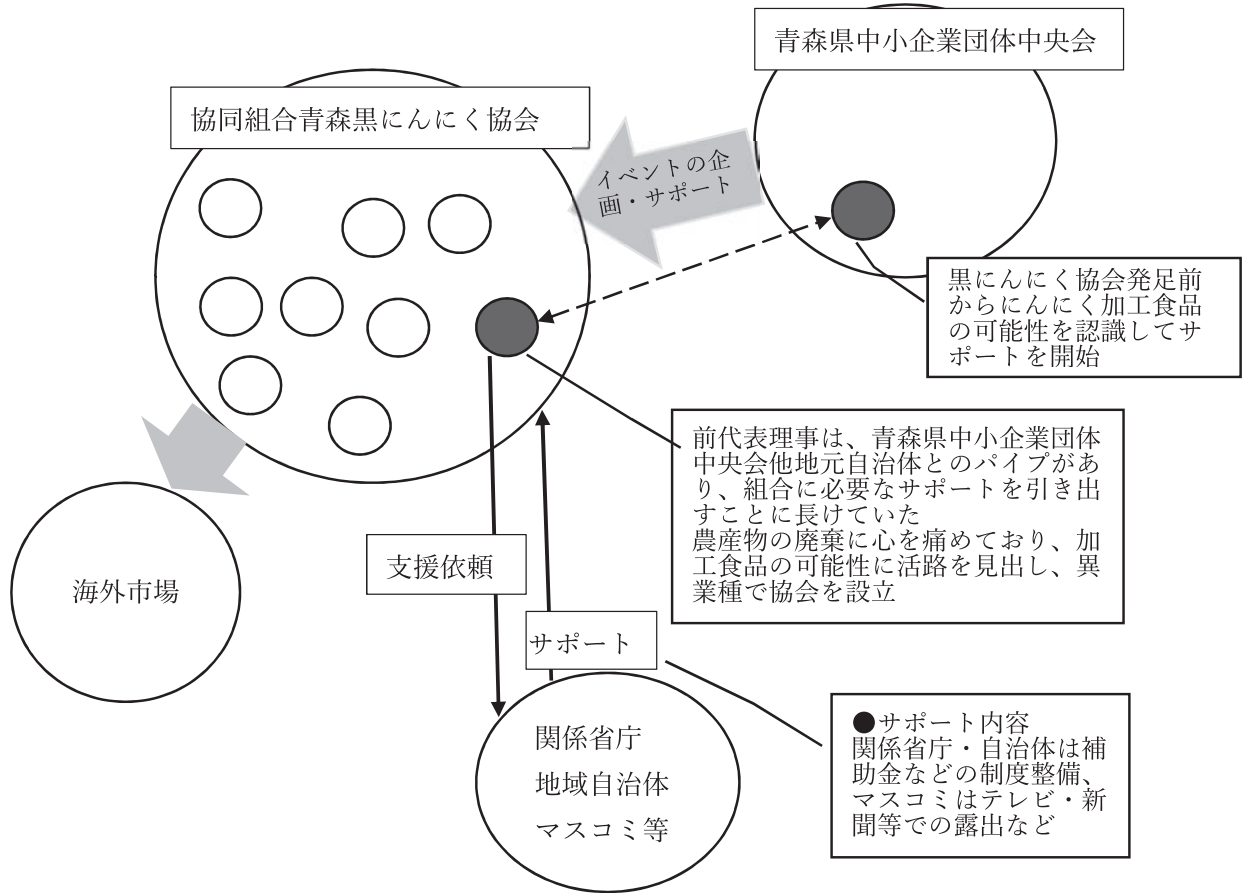 青森県中小企業団体中央会
協同組合青森黒にんにく協会
イベントの企
画・サポート
黒にんにく協会発足前
からにんにく加工食品
の可能性を認識してサ
ポートを開始
前代表理事は、青森県中小企業団体
中央会他地元自治体とのパイプがあ
り、組合に必要なサポートを引き出
すことに長けていた
農産物の廃棄に心を痛めており、加
工食品の可能性に活路を見出し、異
業種で協会を設立
支援依頼
海外市場
サポート
関係省庁
地域自治体
マスコミ等
●サポート内容
関係省庁・自治体は補
助金などの制度整備、
マスコミはテレビ・新
聞等での露出など